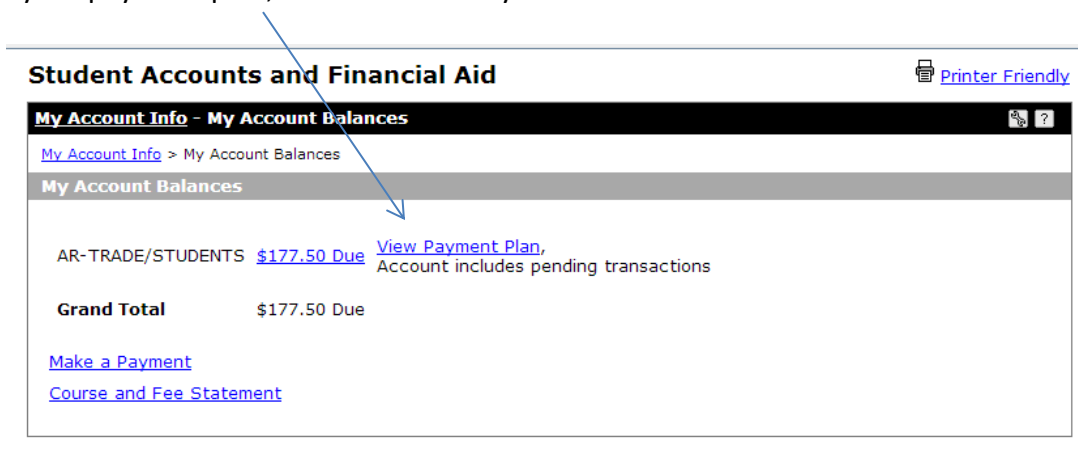 Student Accounts and Financial Aid
Printer Friendly
My Account Info - My Account Balances
?
My Account Info > My Account Balances
My Account Balances
AR-TRADE/STUDENTS $177.50 Due View Payment Plan,
Account includes pending transactions
Grand Total $177.50 Due
Make a Payment
Course and Fee Statement